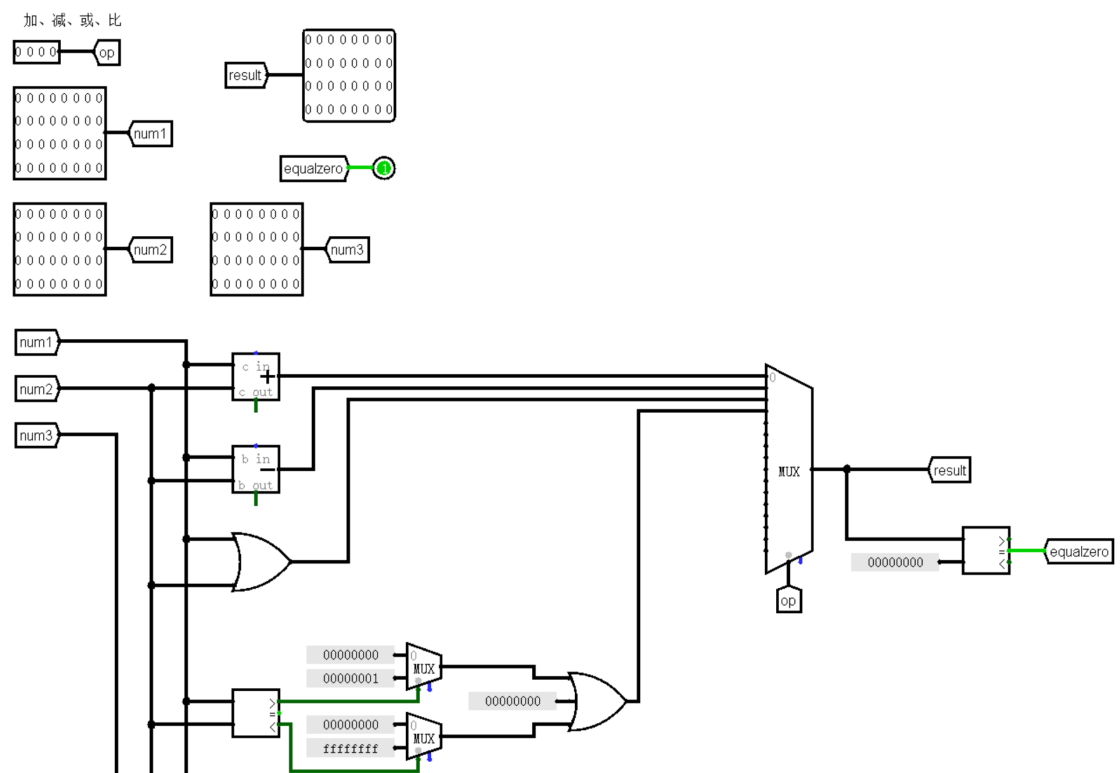 加、减、或、比
0 0 0 0
op
0 0 0 0 0 0 0 0
0 0 0 0 0 0 0 0
0 0 0 0 0 0 0 0
0 0 0 0 0 0 0 0
result
0 0 0 0 0 0 0 0
0 0 0 0 0 0 0 0
0 0 0 0 0 0 0 0
0 0 0 0 0 0 0 0
num1
equalzero
1
0 0 0 0 0 0 0 0
0 0 0 0 0 0 0 0
0 0 0 0 0 0 0 0
0 0 0 0 0 0 0 0
num2
0 0 0 0 0 0 0 0
0 0 0 0 0 0 0 0
0 0 0 0 0 0 0 0
0 0 0 0 0 0 0 0
num3
num1
num2
num3
c in
+
c out
b in
−
b out
0
MUX
op
result
00000000
>
=
<
equalzero
00000000
00000001
0
MUX
>
=
<
00000000
00000000
ffffffff
0
MUX